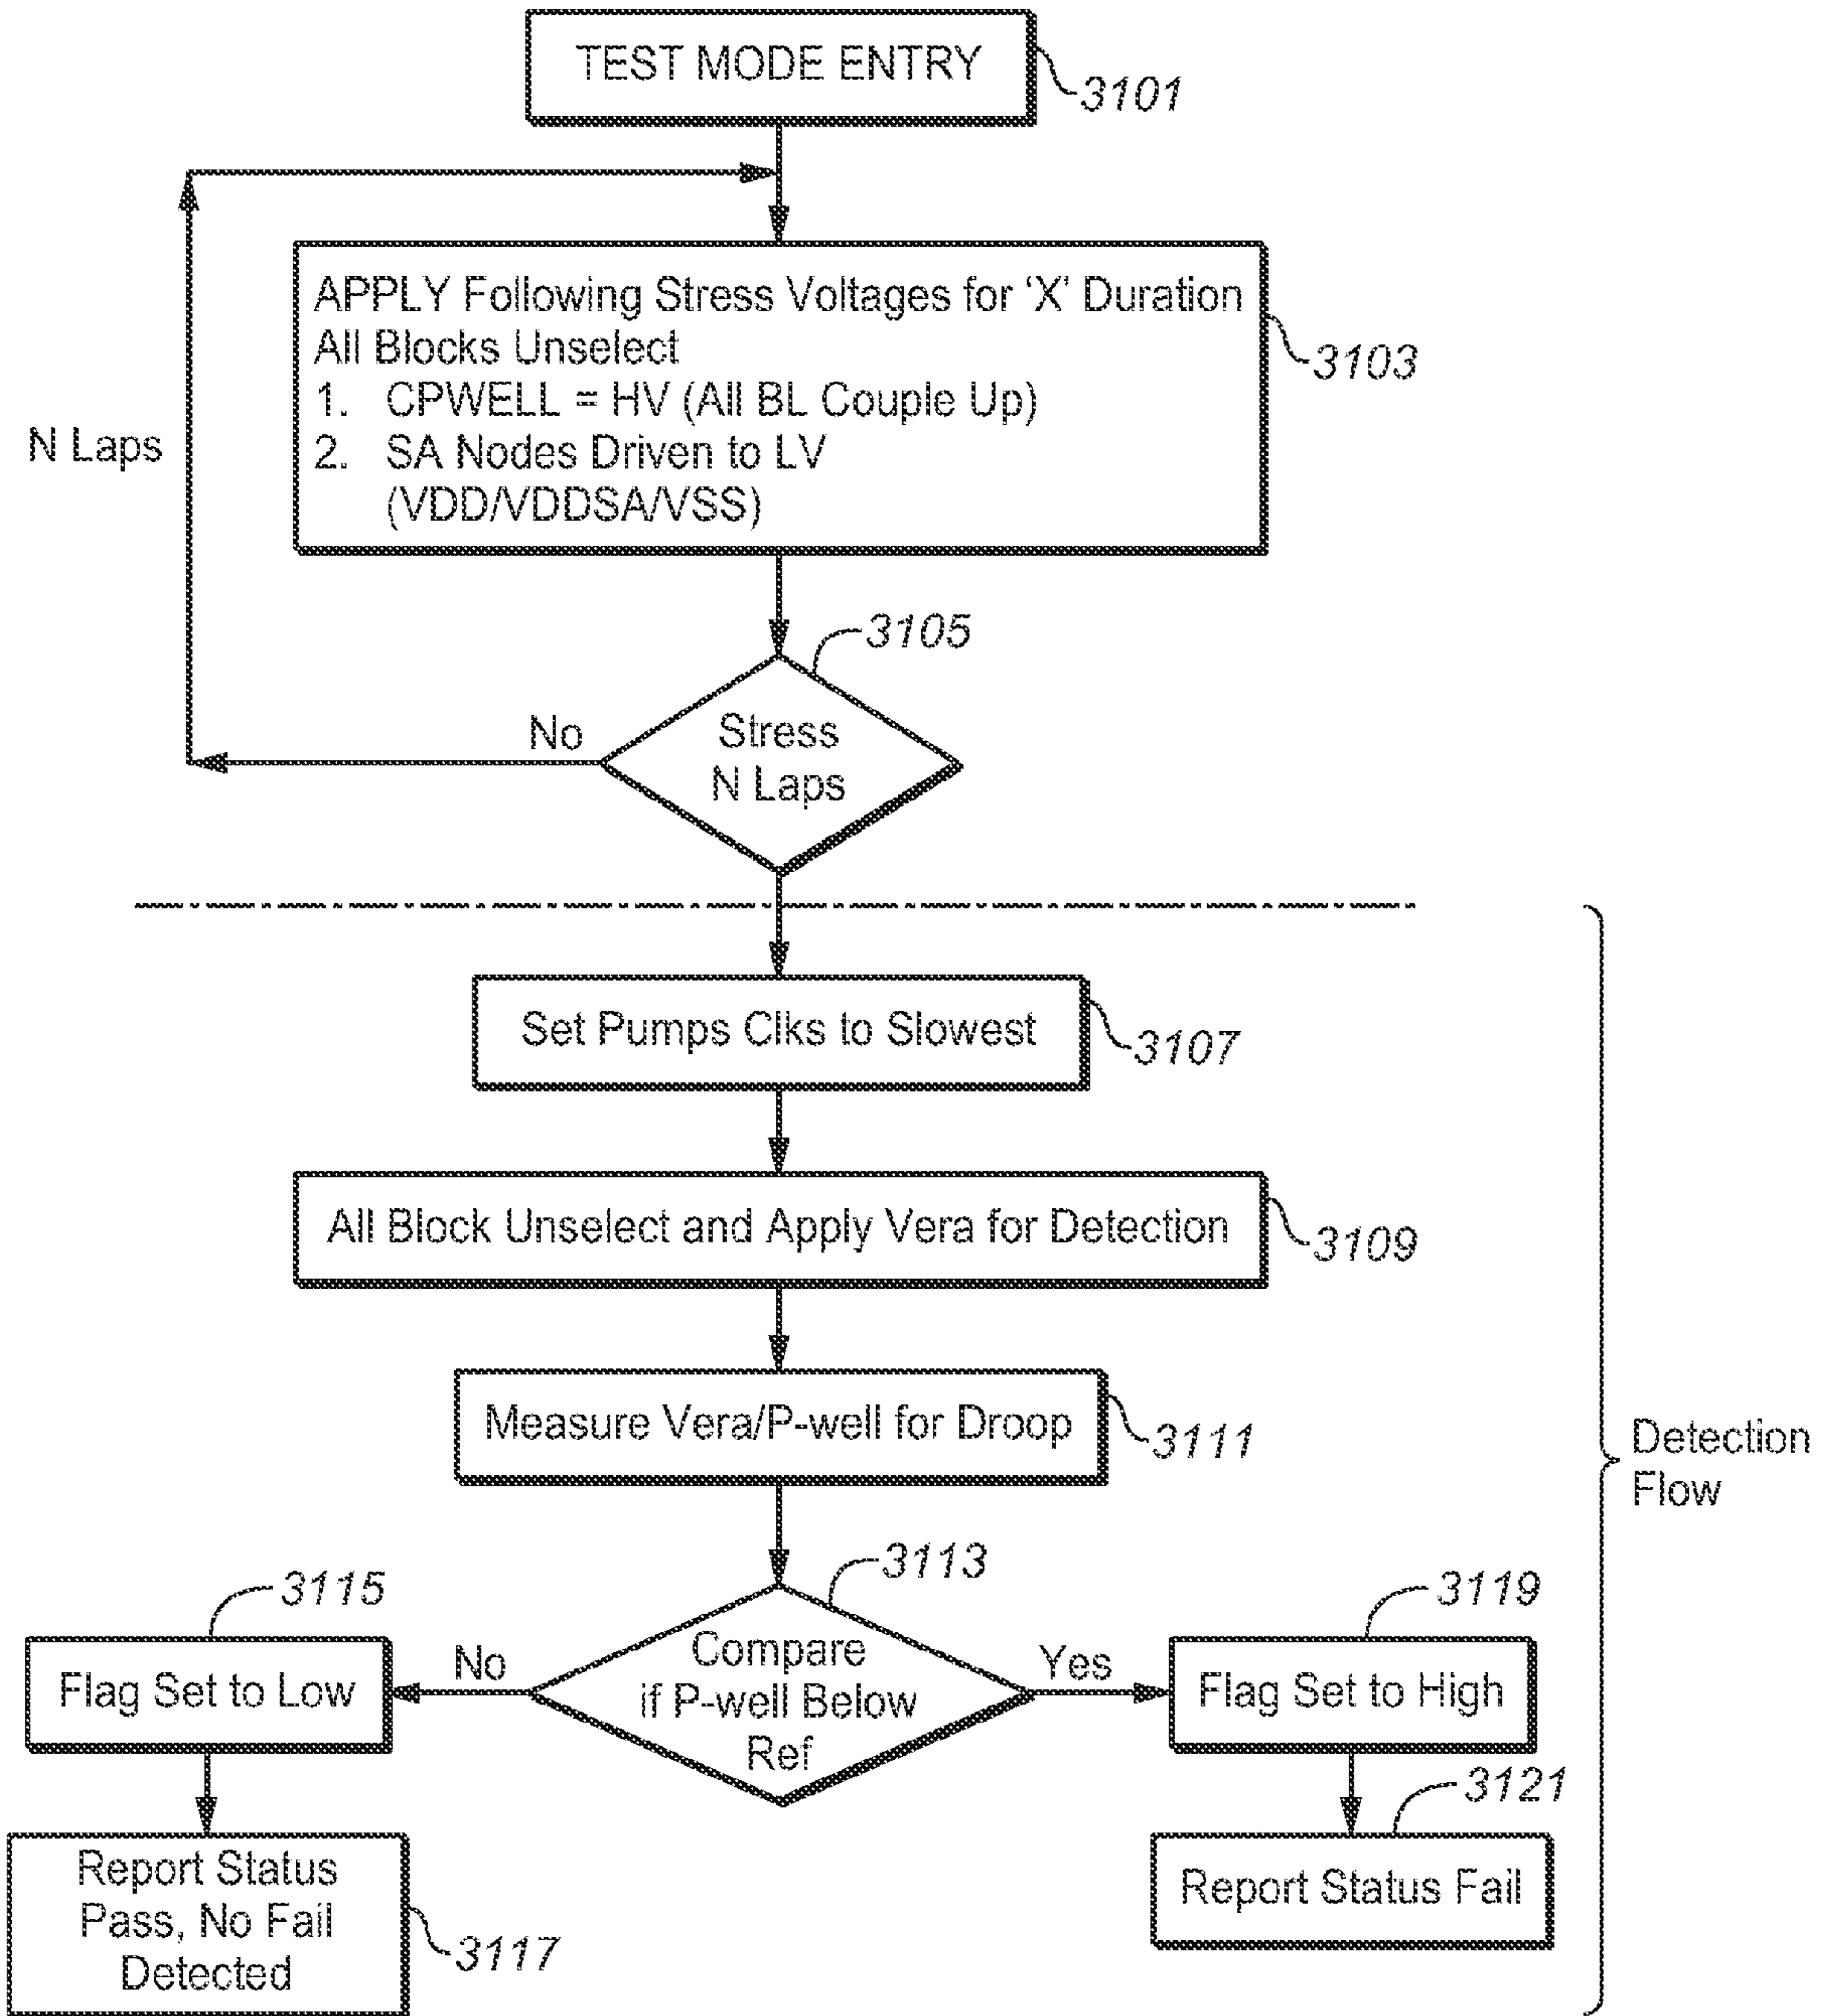 TEST MODE ENTRY
3101
APPLY Following Stress Voltages for ‘X’ Duration
All Blocks Unselect
1. CPWELL = HV (All BL Couple Up)
2. SA Nodes Driven to LV
(VDD/VDDSA/VSS)
3103
N Laps
3105
Stress
N Laps
No
Set Pumps Clks to Slowest
3107
All Block Unselect and Apply Vera for Detection
3109
Measure Vera/P-well for Droop
3111
Detection
Flow
3113
Compare
if P-well Below
Ref
No
Yes
3115
Flag Set to Low
3119
Flag Set to High
Report Status
Pass, No Fail
Detected
3117
3121
Report Status Fail